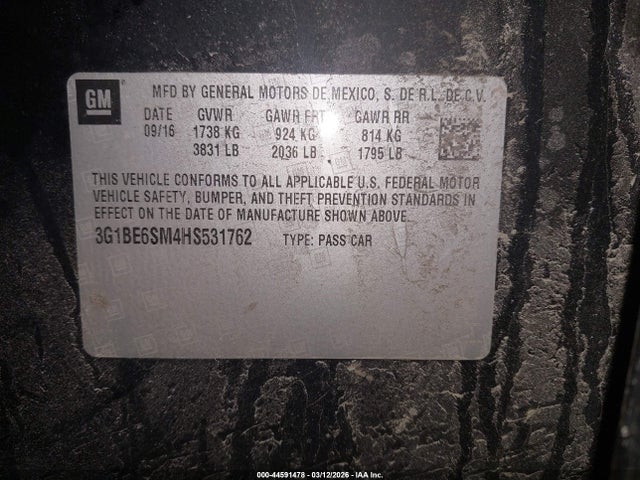 GM
MFD BY GENERAL MOTORS DE MEXICO, S. DE R.L. DE C.V.
DATE GVWR GAWR FRT GAWR RR
09/16 1738 KG 924 KG 814 KG
3831 LB 2036 LB 1795 LB
THIS VEHICLE CONFORMS TO ALL APPLICABLE U.S. FEDERAL MOTOR
VEHICLE SAFETY, BUMPER, AND THEFT PREVENTION STANDARDS IN
EFFECT ON THE DATE OF MANUFACTURE SHOWN ABOVE.
3G1BE6SM4HS531762 TYPE: PASS CAR
000-44591478 - 03/12/2026 - IAA Inc.